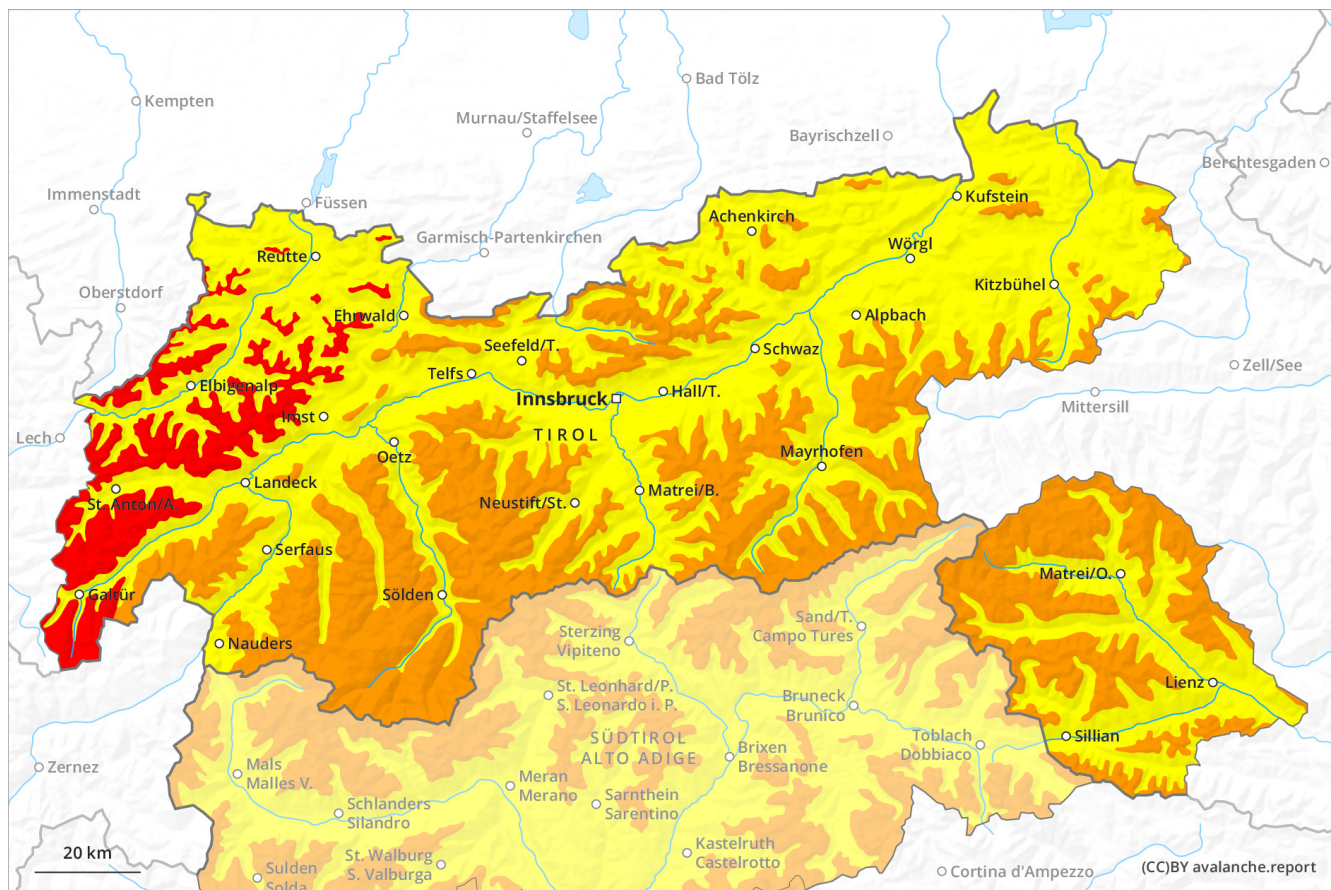 Kempten
Bad Tölz
Murnau/Staffelsee
Bayrischzell
Berchtesgaden
Immenstadt
Füssen
Kufstein
Achenkirch
Garmisch-Partenkirchen
Wörgl
Reutte
Oberstdorf
Kitzbühel
Ehrwald
Alpbach
Seefeld/T.
Schwaz
Zell/See
Telfs
Elbigenalp
Hall/T.
Innsbruck
Mittersill
Imst
Lech
TIROL
Oetz
Mayrhofen
Landeck
Matrei/B.
St. Anton/A.
Neustift/St.
Serfaus
Matrei/O.
Galtür
Sölden
Sand/T.
Campo Tures
Sterzing
Vipiteno
Nauders
Lienz
St. Leonhard/P.
S. Leonardo i. P.
Bruneck
Brunico
SÜDTIROL
ALTO ADIGE
Sillian
Toblach
Dobbiaco
Brixen
Bressanone
Zernez
Mals
Malles V.
Meran
Merano
Sarnthein
Sarentino
Schlanders
Silandro
20 km
St. Walburg
S. Valburga
Kastelruth
Castelrotto
Sulden
Solda
Cortina d'Ampezzo
(CC)BY avalanche.report